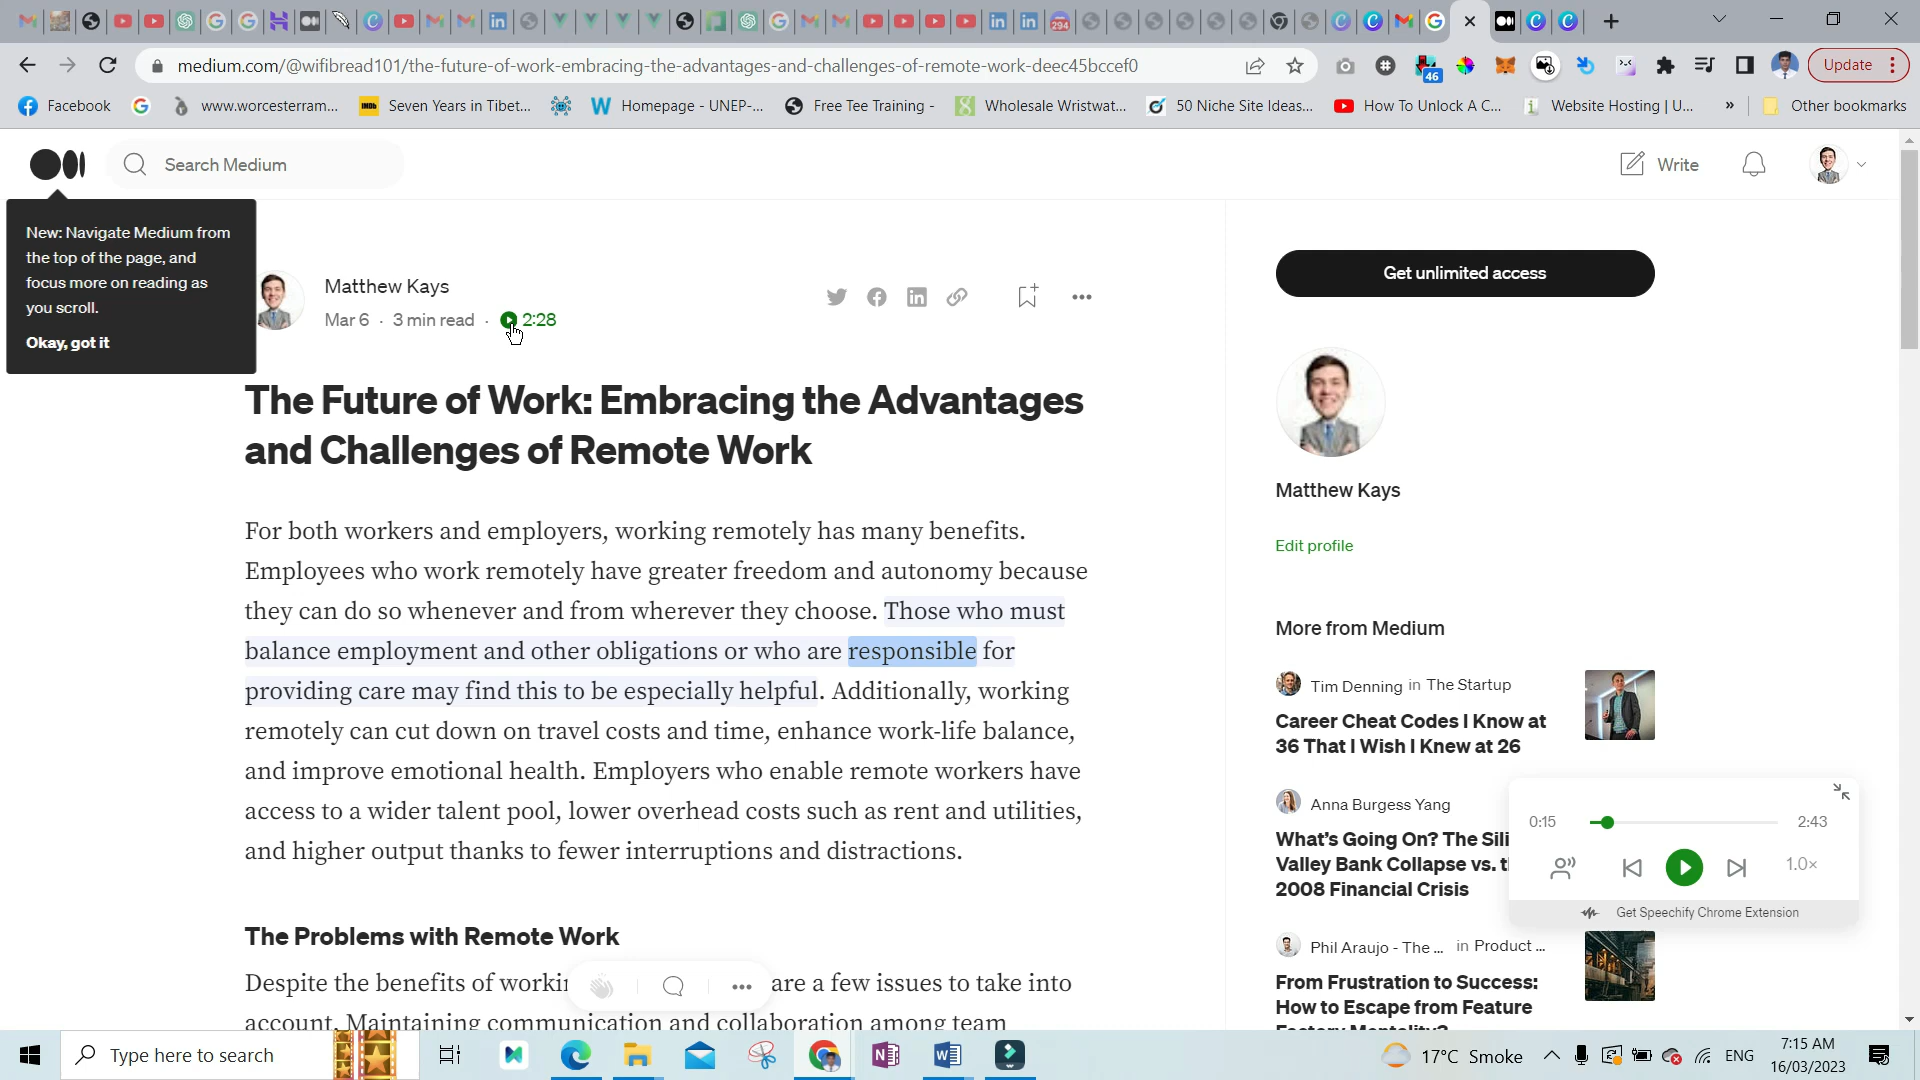 294
medium.com/@wifibread101/the-future-of-work-embracing-the-advantages-and-challenges-of-remote-work-deec45bccef0
46
Update
Facebook
www.worcesterram...
IMDb
Seven Years in Tibet...
Homepage - UNEP-...
Free Tee Training -
Wholesale Wristwat...
50 Niche Site Ideas...
How To Unlock A C...
Website Hosting | U...
»
Other bookmarks
Search Medium
Write
New: Navigate Medium from
the top of the page, and
focus more on reading as
you scroll.
Okay, got it
Matthew Kays
Mar 6 · 3 min read · 2:28
The Future of Work: Embracing the Advantages
and Challenges of Remote Work
For both workers and employers, working remotely has many benefits.
Employees who work remotely have greater freedom and autonomy because
they can do so whenever and from wherever they choose. Those who must
balance employment and other obligations or who are responsible for
providing care may find this to be especially helpful. Additionally, working
remotely can cut down on travel costs and time, enhance work-life balance,
and improve emotional health. Employers who enable remote workers have
access to a wider talent pool, lower overhead costs such as rent and utilities,
and higher output thanks to fewer interruptions and distractions.
The Problems with Remote Work
Despite the benefits of workin are a few issues to take into
account. Maintaining communication and collaboration among team
Get unlimited access
Matthew Kays
Edit profile
More from Medium
Tim Denning in The Startup
Career Cheat Codes I Know at
36 That I Wish I Knew at 26
Anna Burgess Yang
What's Going On? The Sili
Valley Bank Collapse vs. t
2008 Financial Crisis
Phil Araujo - The ... in Product ...
From Frustration to Success:
How to Escape from Feature
Factory Mentality?
0:15
2:43
1.0×
Get Speechify Chrome Extension
Type here to search
17°C Smoke
ENG
7:15 AM
16/03/2023